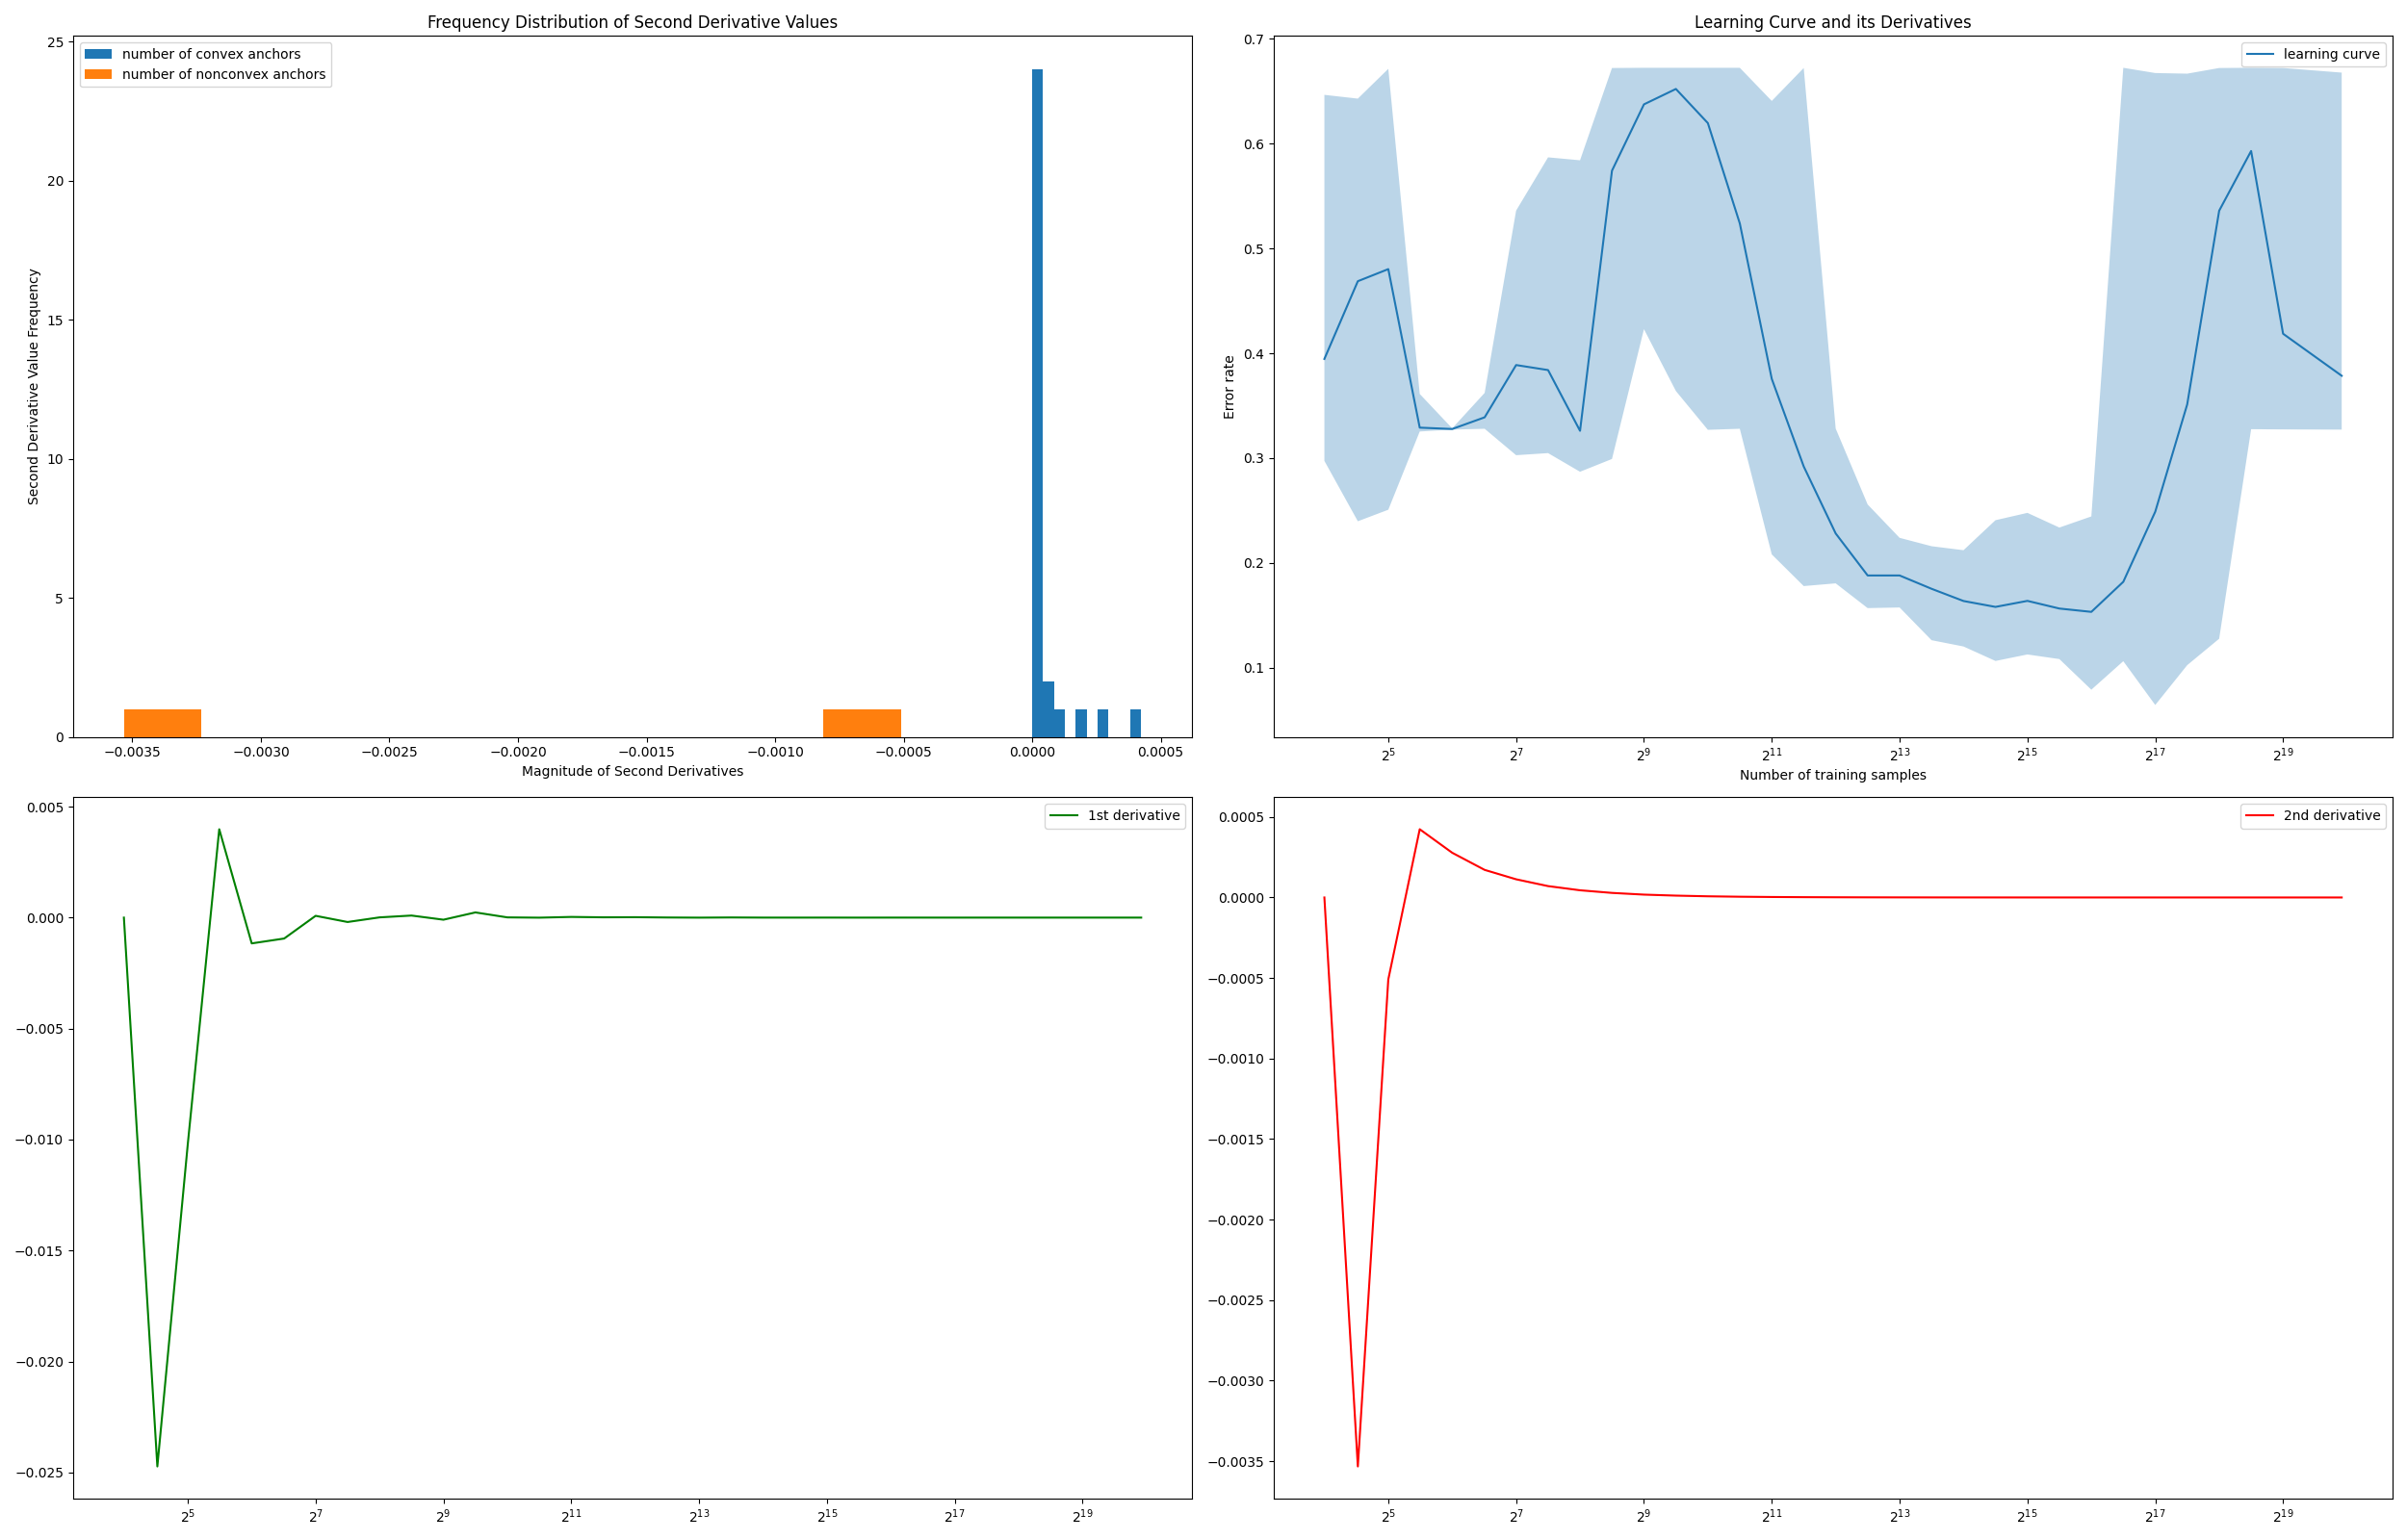 Frequency Distribution of Second Derivative Values
25
20
15
10
5
0
Second Derivative Value Frequency
number of convex anchors
number of nonconvex anchors
−0.0035 −0.0030 −0.0025 −0.0020 −0.0015 −0.0010 −0.0005 0.0000 0.0005
Magnitude of Second Derivatives
Learning Curve and its Derivatives
0.7
0.6
0.5
0.4
0.3
0.2
0.1
Error rate
learning curve
2^5 2^7 2^9 2^11 2^13 2^15 2^17 2^19
Number of training samples
0.005
0.000
−0.005
−0.010
−0.015
−0.020
−0.025
1st derivative
2^5 2^7 2^9 2^11 2^13 2^15 2^17 2^19
0.0005
0.0000
−0.0005
−0.0010
−0.0015
−0.0020
−0.0025
−0.0030
−0.0035
2nd derivative
2^5 2^7 2^9 2^11 2^13 2^15 2^17 2^19